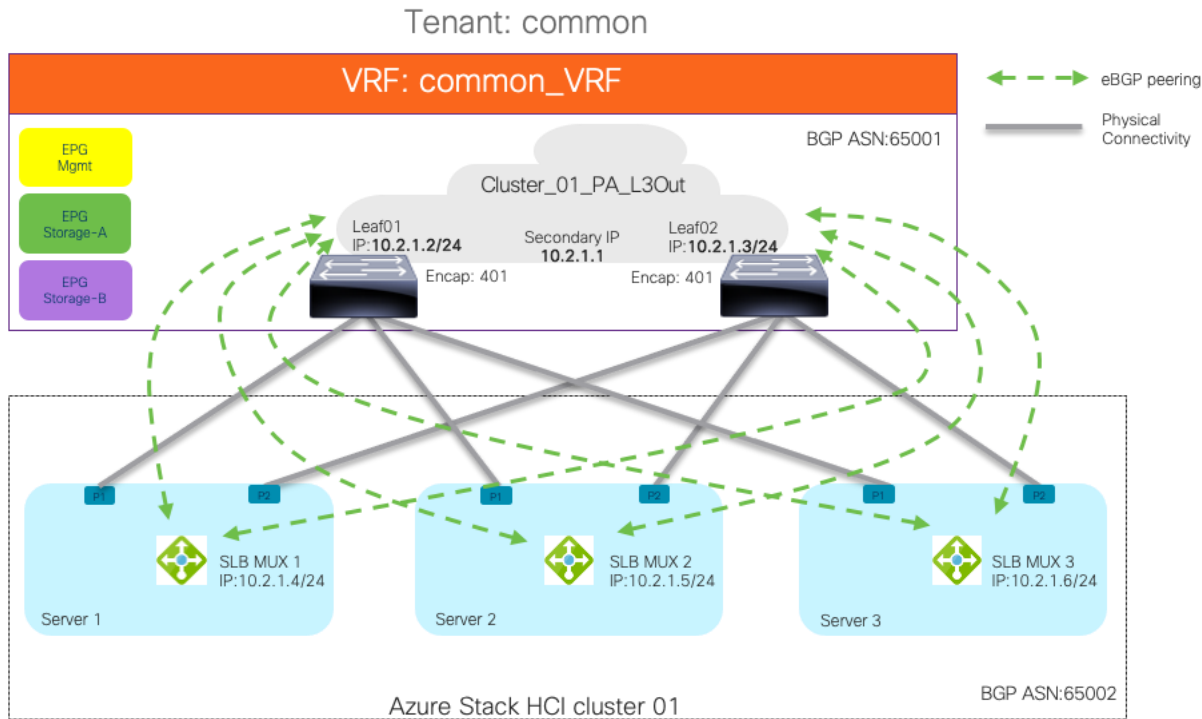 Tenant: common
VRF: common_VRF
eBGP peering
Physical
Connectivity
BGP ASN:65001
EPG
Mgmt
EPG
Storage-A
EPG
Storage-B
Cluster_01_PA_L3Out
Leaf01
IP:10.2.1.2/24
Secondary IP
10.2.1.1
Leaf02
IP:10.2.1.3/24
Encap: 401
Encap: 401
P1
P2
P1
P2
P1
P2
SLB MUX 1
IP:10.2.1.4/24
Server 1
SLB MUX 2
IP:10.2.1.5/24
Server 2
SLB MUX 3
IP:10.2.1.6/24
Server 3
BGP ASN:65002
Azure Stack HCI cluster 01